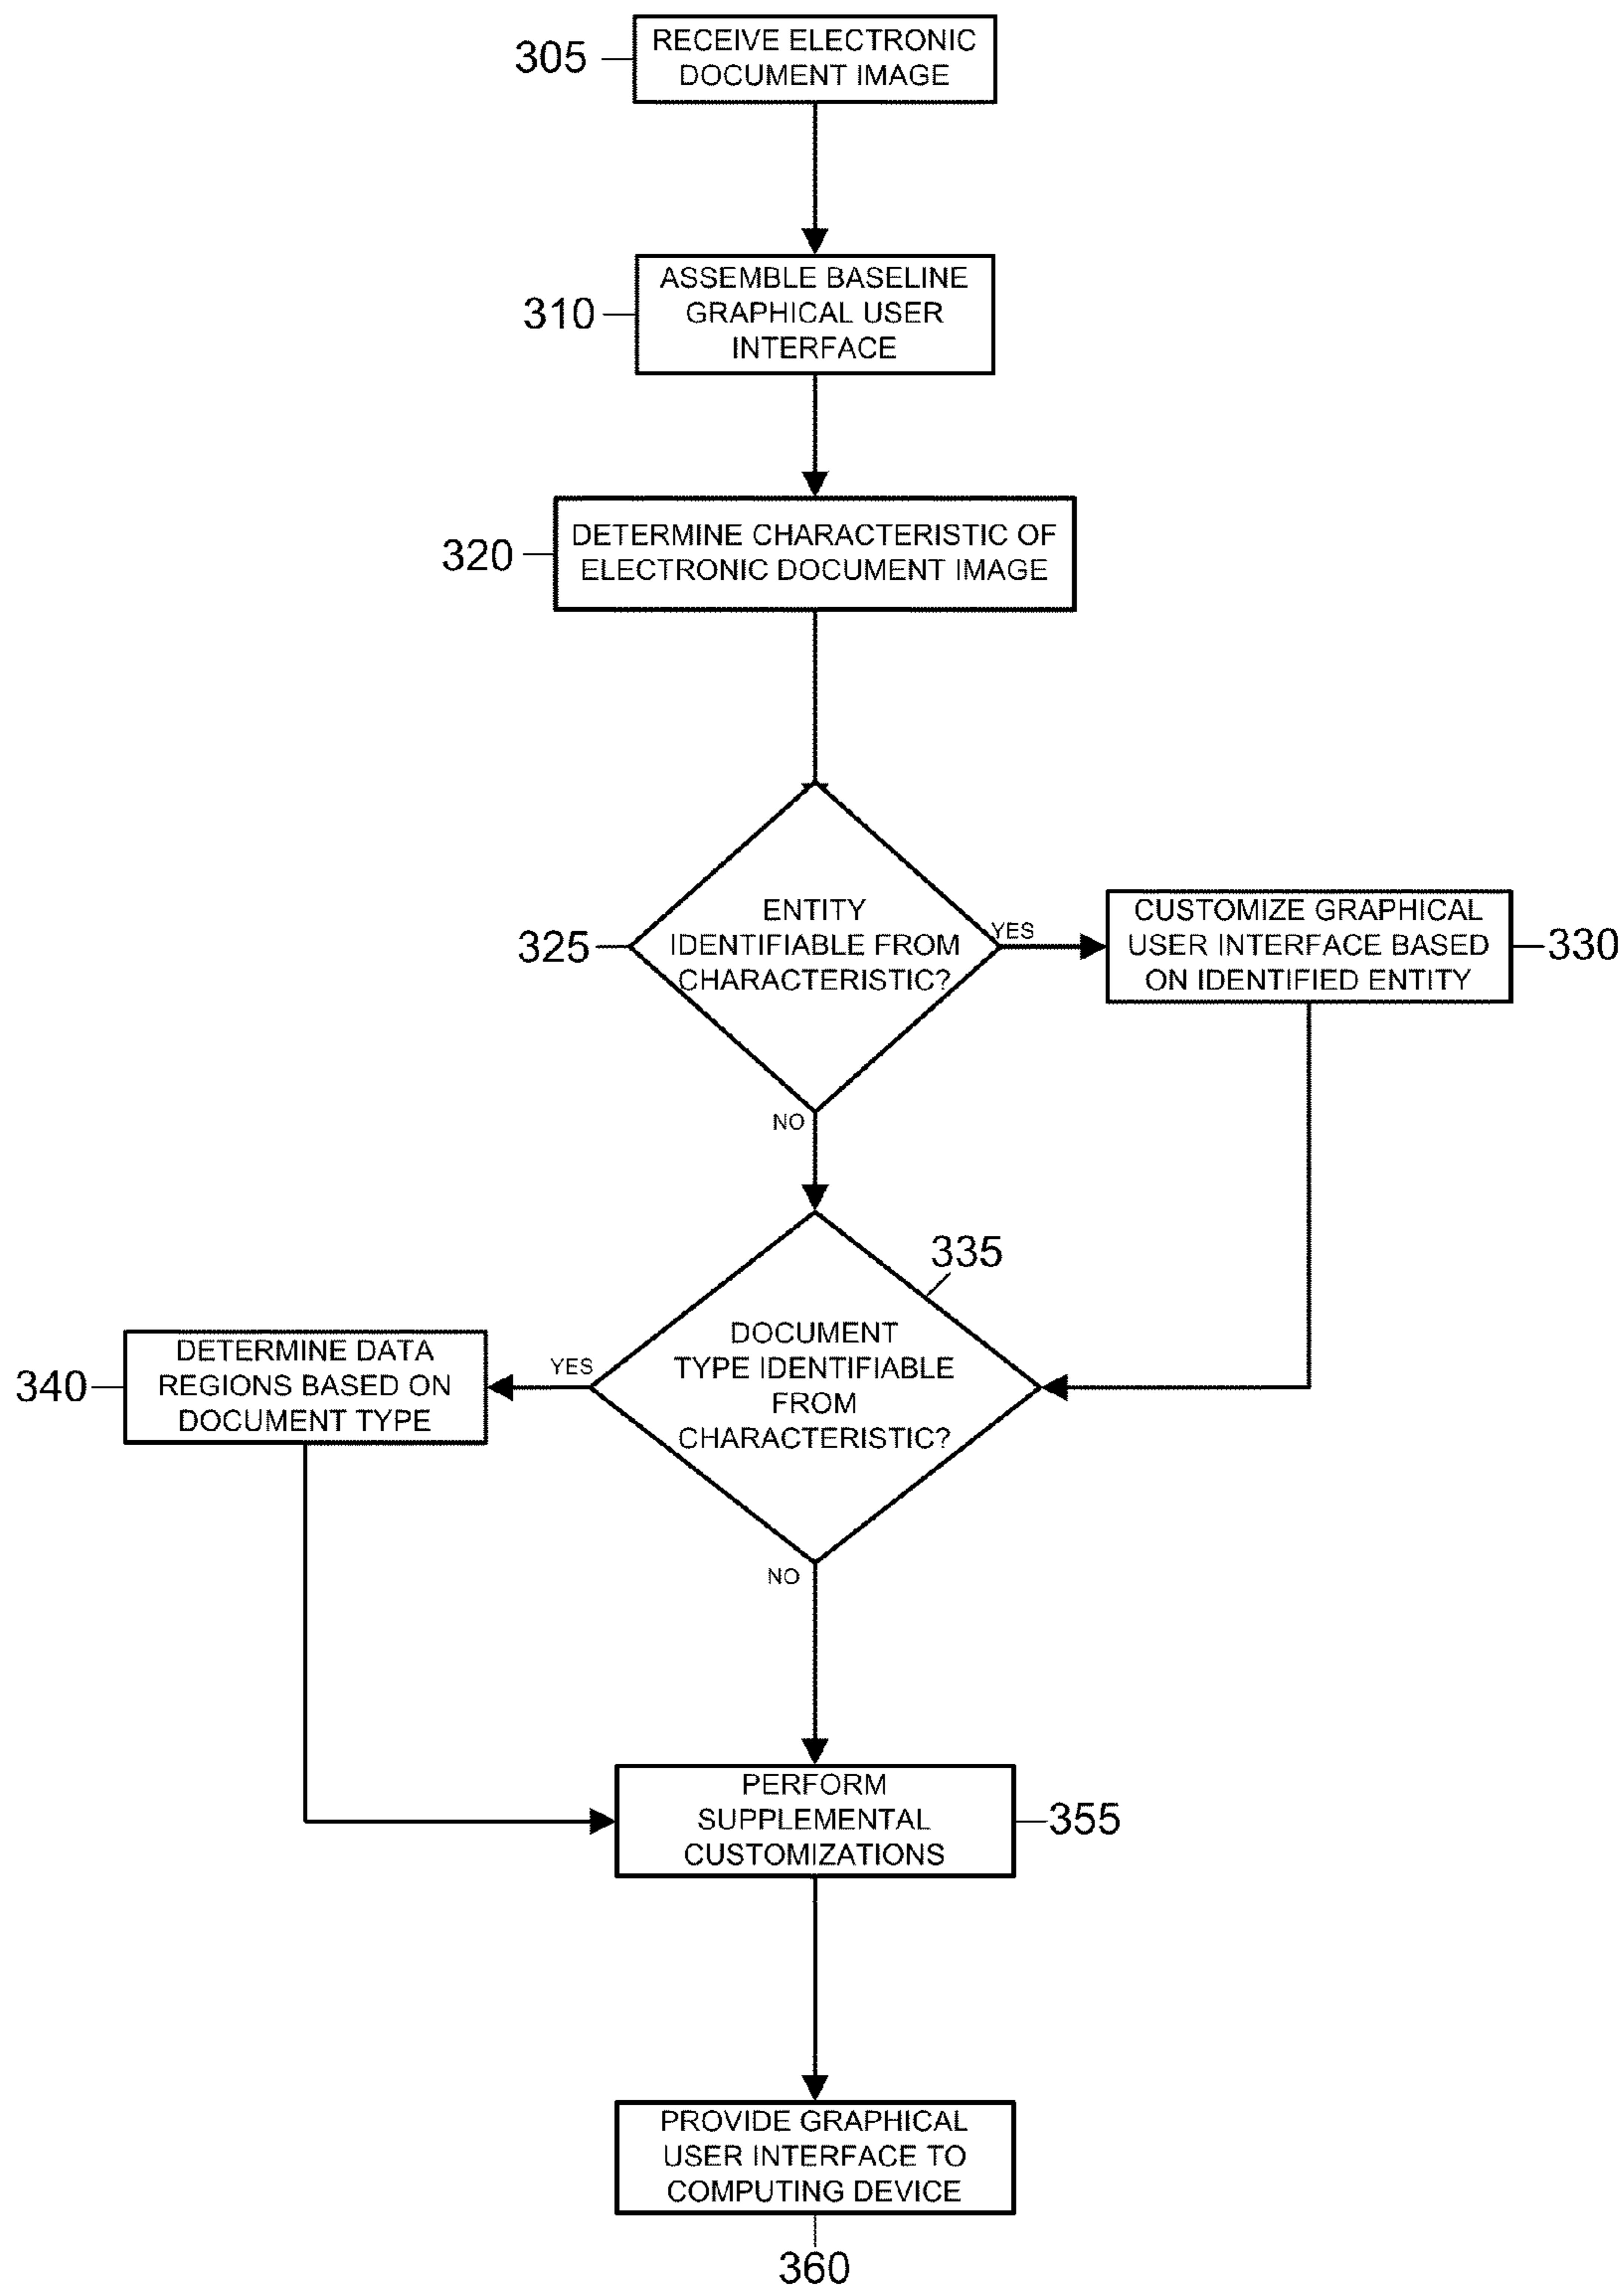 305
RECEIVE ELECTRONIC
DOCUMENT IMAGE
310
ASSEMBLE BASELINE
GRAPHICAL USER
INTERFACE
320
DETERMINE CHARACTERISTIC OF
ELECTRONIC DOCUMENT IMAGE
325
ENTITY
IDENTIFIABLE FROM
CHARACTERISTIC?
YES
CUSTOMIZE GRAPHICAL
USER INTERFACE BASED
ON IDENTIFIED ENTITY
330
NO
335
DOCUMENT
TYPE IDENTIFIABLE
FROM
CHARACTERISTIC?
YES
340
DETERMINE DATA
REGIONS BASED ON
DOCUMENT TYPE
NO
PERFORM
SUPPLEMENTAL
CUSTOMIZATIONS
355
PROVIDE GRAPHICAL
USER INTERFACE TO
COMPUTING DEVICE
360